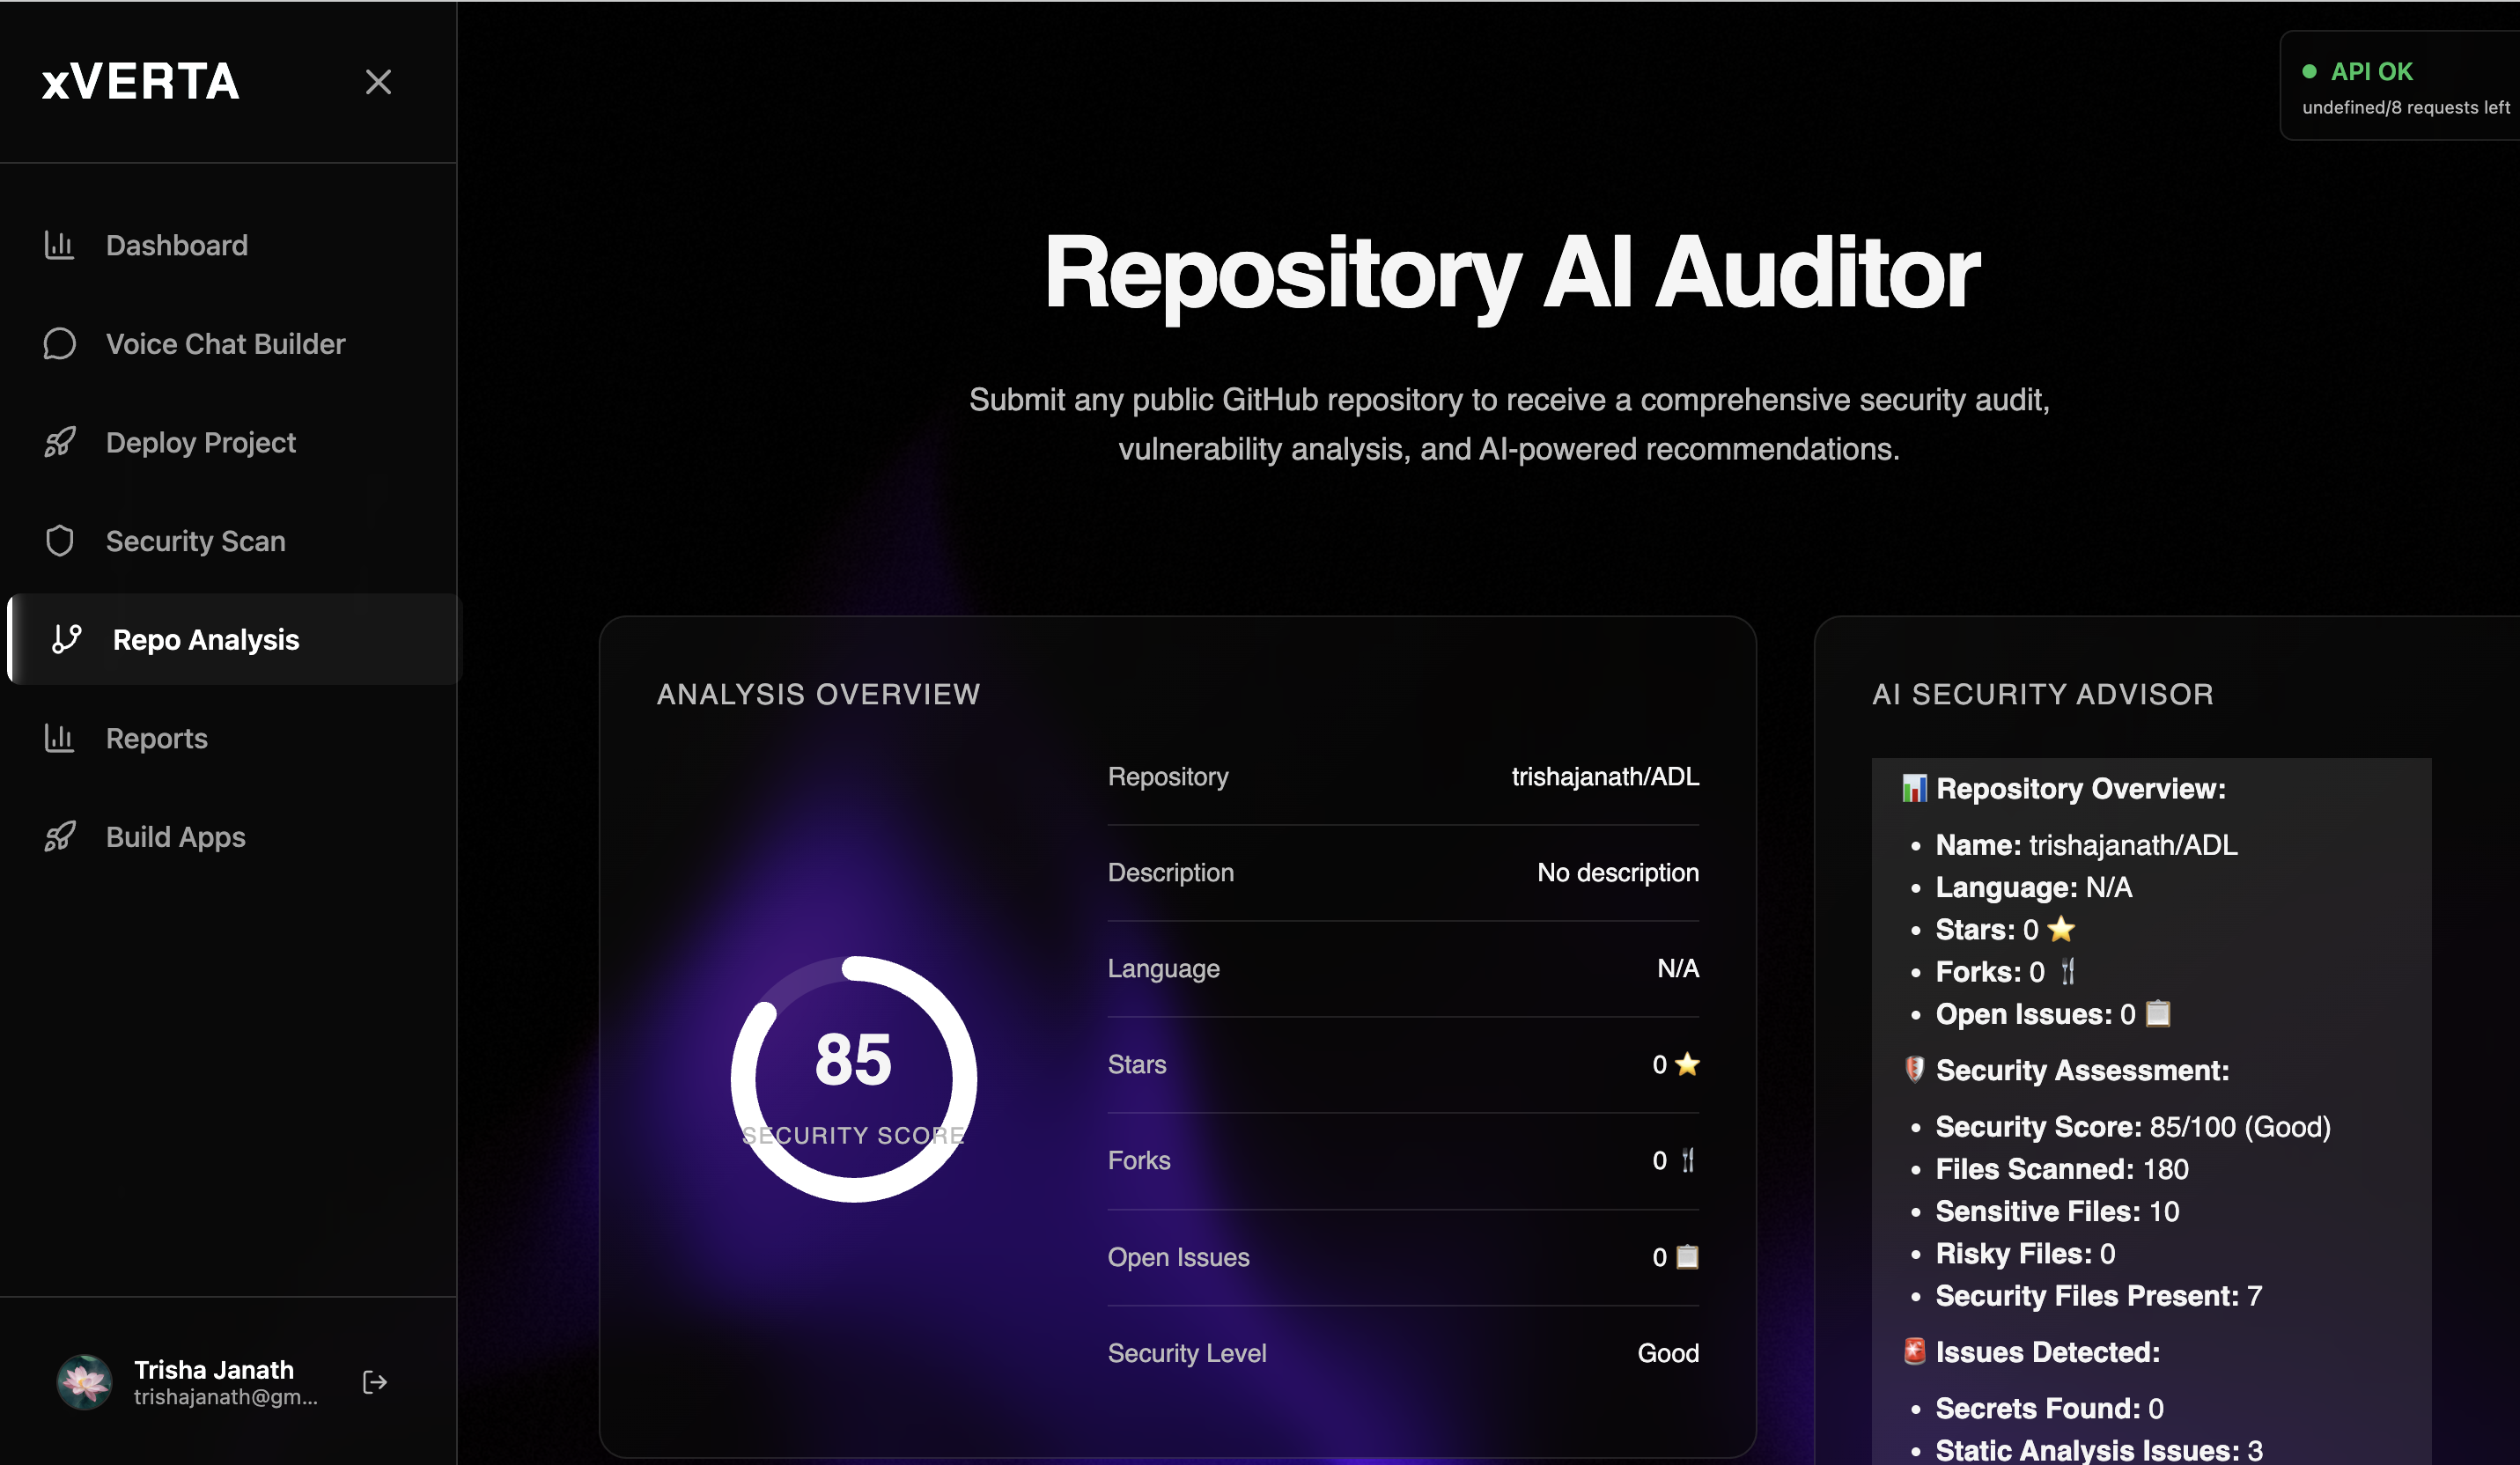 xVERTA
Dashboard
Voice Chat Builder
Deploy Project
Security Scan
Repo Analysis
Reports
Build Apps
Trisha Janath
trishajanath@gm...
API OK
undefined/8 requests left
Repository AI Auditor
Submit any public GitHub repository to receive a comprehensive security audit,
vulnerability analysis, and AI-powered recommendations.
ANALYSIS OVERVIEW
85
SECURITY SCORE
Repository trishajanath/ADL
Description No description
Language N/A
Stars 0 ⭐
Forks 0 🍴
Open Issues 0 📋
Security Level Good
AI SECURITY ADVISOR
📊 Repository Overview:
• Name: trishajanath/ADL
• Language: N/A
• Stars: 0 ⭐
• Forks: 0 🍴
• Open Issues: 0 📋
🛡️ Security Assessment:
• Security Score: 85/100 (Good)
• Files Scanned: 180
• Sensitive Files: 10
• Risky Files: 0
• Security Files Present: 7
🚨 Issues Detected:
• Secrets Found: 0
• Static Analysis Issues: 3